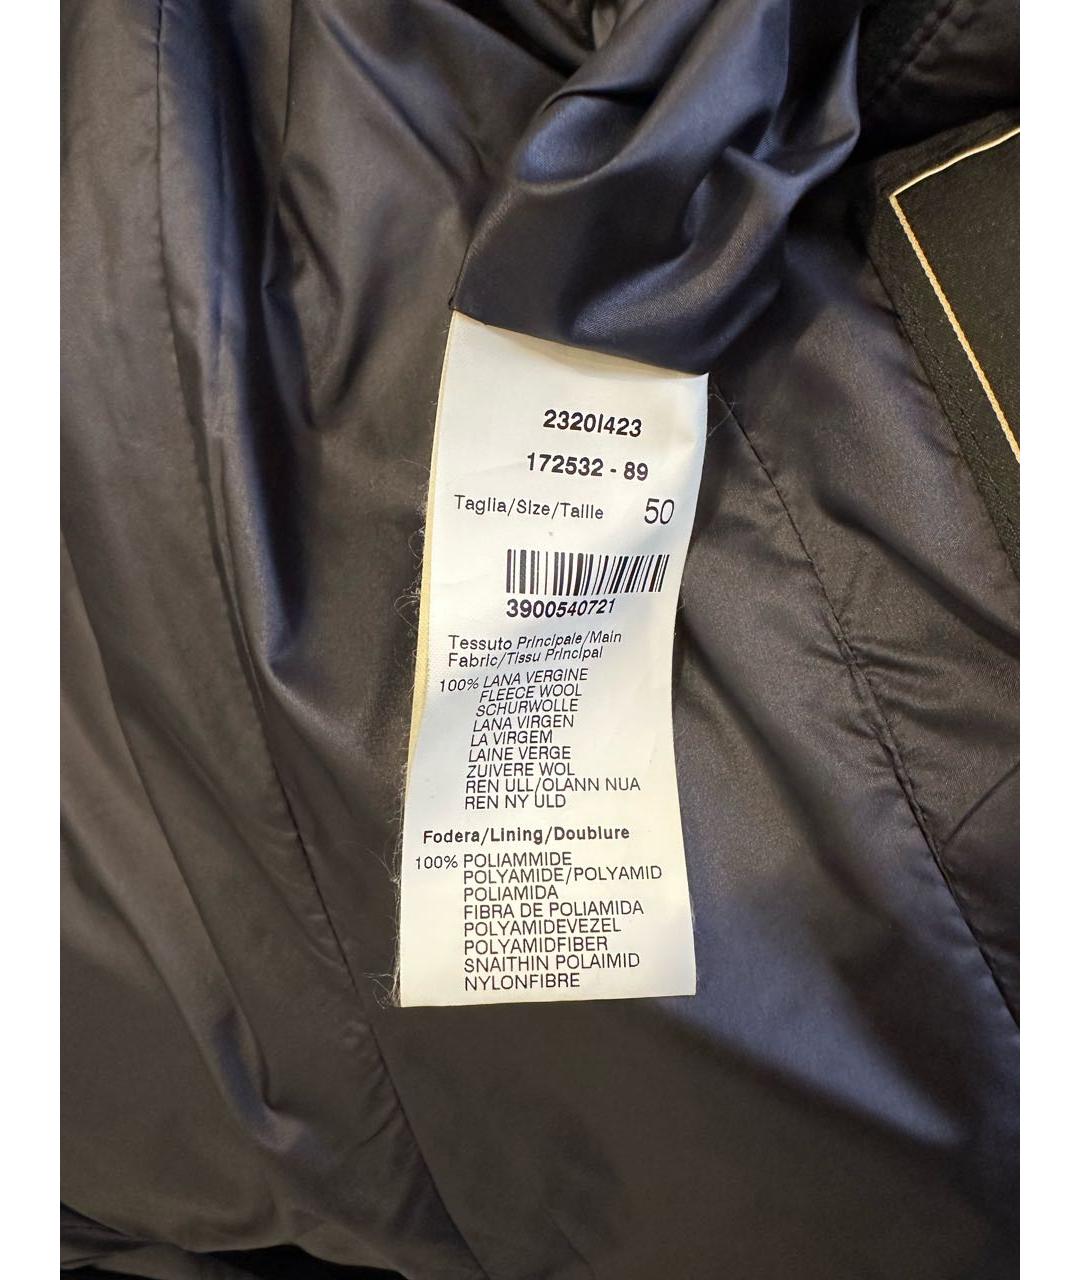 2320I423
172532 - 89
Taglia/Size/Taille 50
3900540721
Tessuto Principale/Main
Fabric/Tissu Principal
100% LANA VERGINE
FLEECE WOOL
SCHURWOLLE
LANA VIRGEN
LA VIRGEM
LAINE VERGE
ZUIVERE WOL
REN ULL/OLANN NUA
REN NY ULD
Fodera/Lining/Doublure
100% POLIAMMIDE
POLYAMIDE/POLYAMID
POLIAMIDA
FIBRA DE POLIAMIDA
POLYAMIDEVEZEL
POLYAMIDFIBER
SNAITHIN POLAIMID
NYLONFIBRE